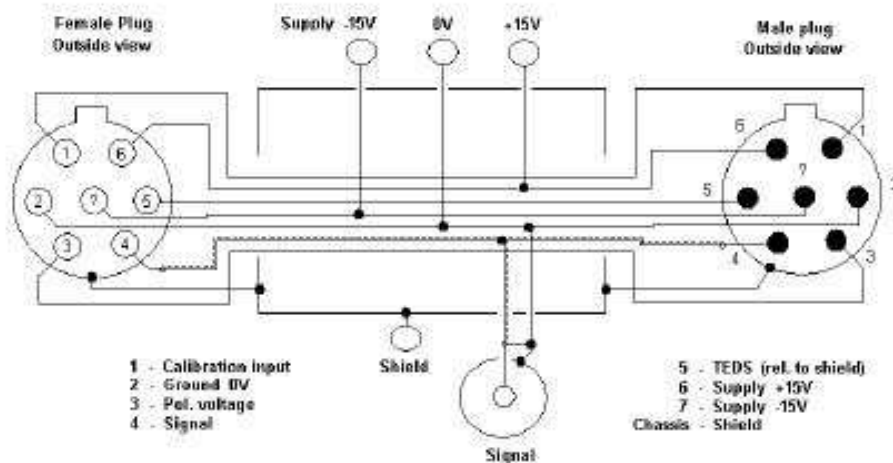 Female Plug
Outside view
Supply -15V
0V
+15V
Male plug
Outside view
1
6
2
7
5
3
4
6
1
7
5
2
4
3
Shield
Signal
1 - Calibration input
2 - Ground 0V
3 - Pol. voltage
4 - Signal
5 - TEDS (rel. to shield)
6 - Supply +15V
7 - Supply -15V
Chassis - Shield